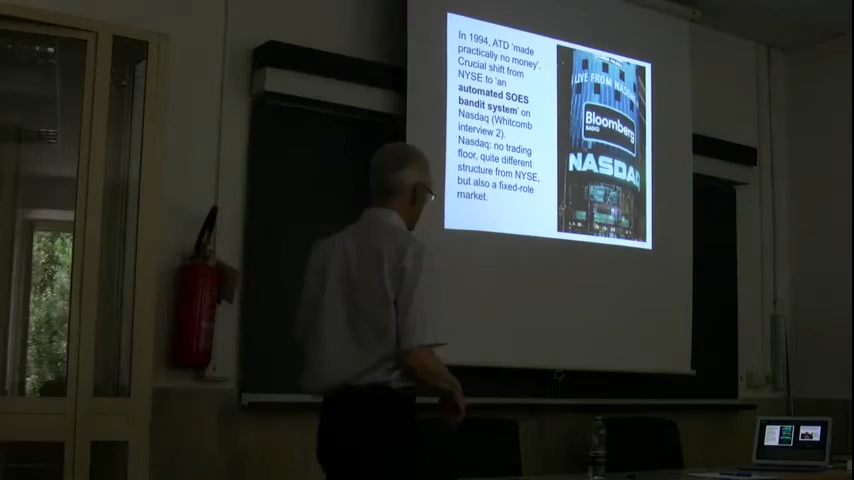 In 1994, ATD 'made
practically no money'.
Crucial shift from
NYSE to 'an
automated SOES
bandit system' on
Nasdaq (Whitcomb
interview 2).
Nasdaq: no trading
floor, quite different
structure from NYSE,
but also a fixed-role
market.
LIVE FROM NASDAQ
Bloomberg
RADIO
NASDAQ